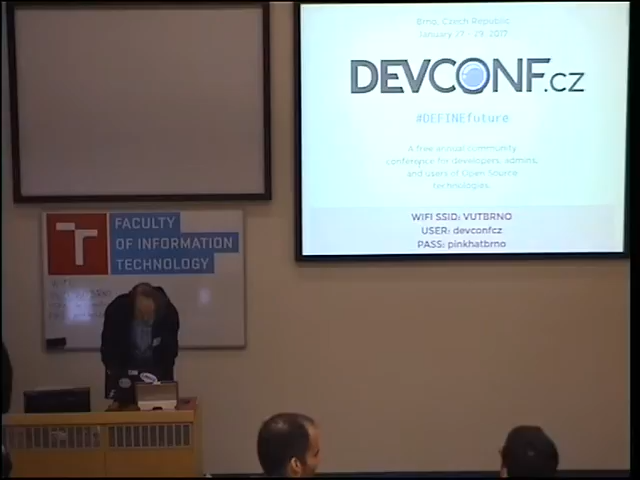 Brno, Czech Republic
January 27 - 29, 2017
DEVCONF.cz
#DEFINEfuture
A free annual community
conference for developers, admins,
and users of Open Source
technologies.
WIFI SSID: VUTBRNO
USER: devconfcz
PASS: pinkhatbrno
FACULTY
OF INFORMATION
TECHNOLOGY